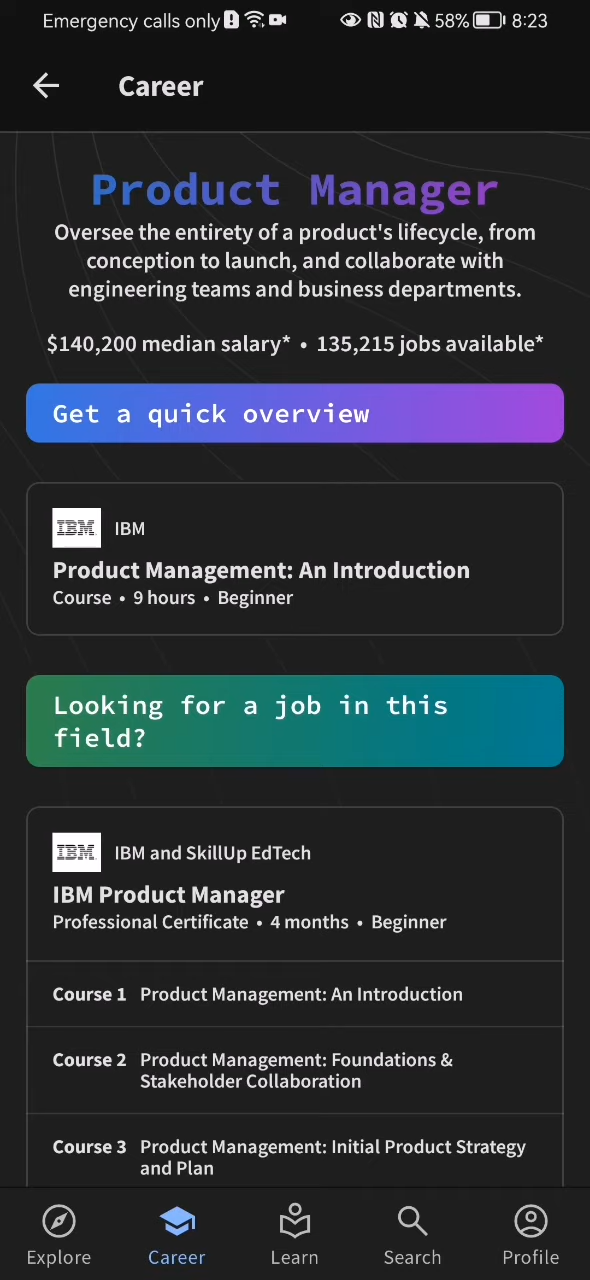 Emergency calls only 58% 8:23
Career
Product Manager
Oversee the entirety of a product's lifecycle, from
conception to launch, and collaborate with
engineering teams and business departments.
$140,200 median salary* • 135,215 jobs available*
Get a quick overview
IBM IBM
Product Management: An Introduction
Course • 9 hours • Beginner
Looking for a job in this
field?
IBM IBM and SkillUp EdTech
IBM Product Manager
Professional Certificate • 4 months • Beginner
Course 1 Product Management: An Introduction
Course 2 Product Management: Foundations &
Stakeholder Collaboration
Course 3 Product Management: Initial Product Strategy
and Plan
Explore Career Learn Search Profile